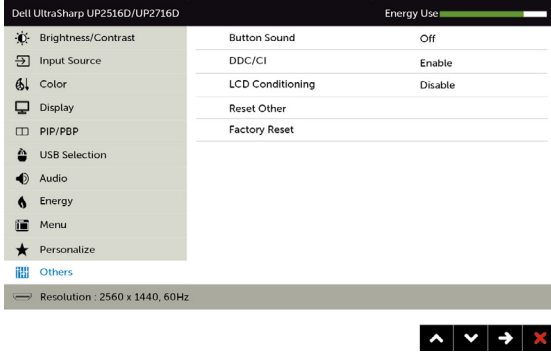 Dell UltraSharp UP2516D/UP2716D Energy Use
Brightness/Contrast Button Sound Off
Input Source DDC/CI Enable
Color LCD Conditioning Disable
Display Reset Other
PIP/PBP Factory Reset
USB Selection
Audio
Energy
Menu
Personalize
Others
Resolution : 2560 x 1440, 60Hz